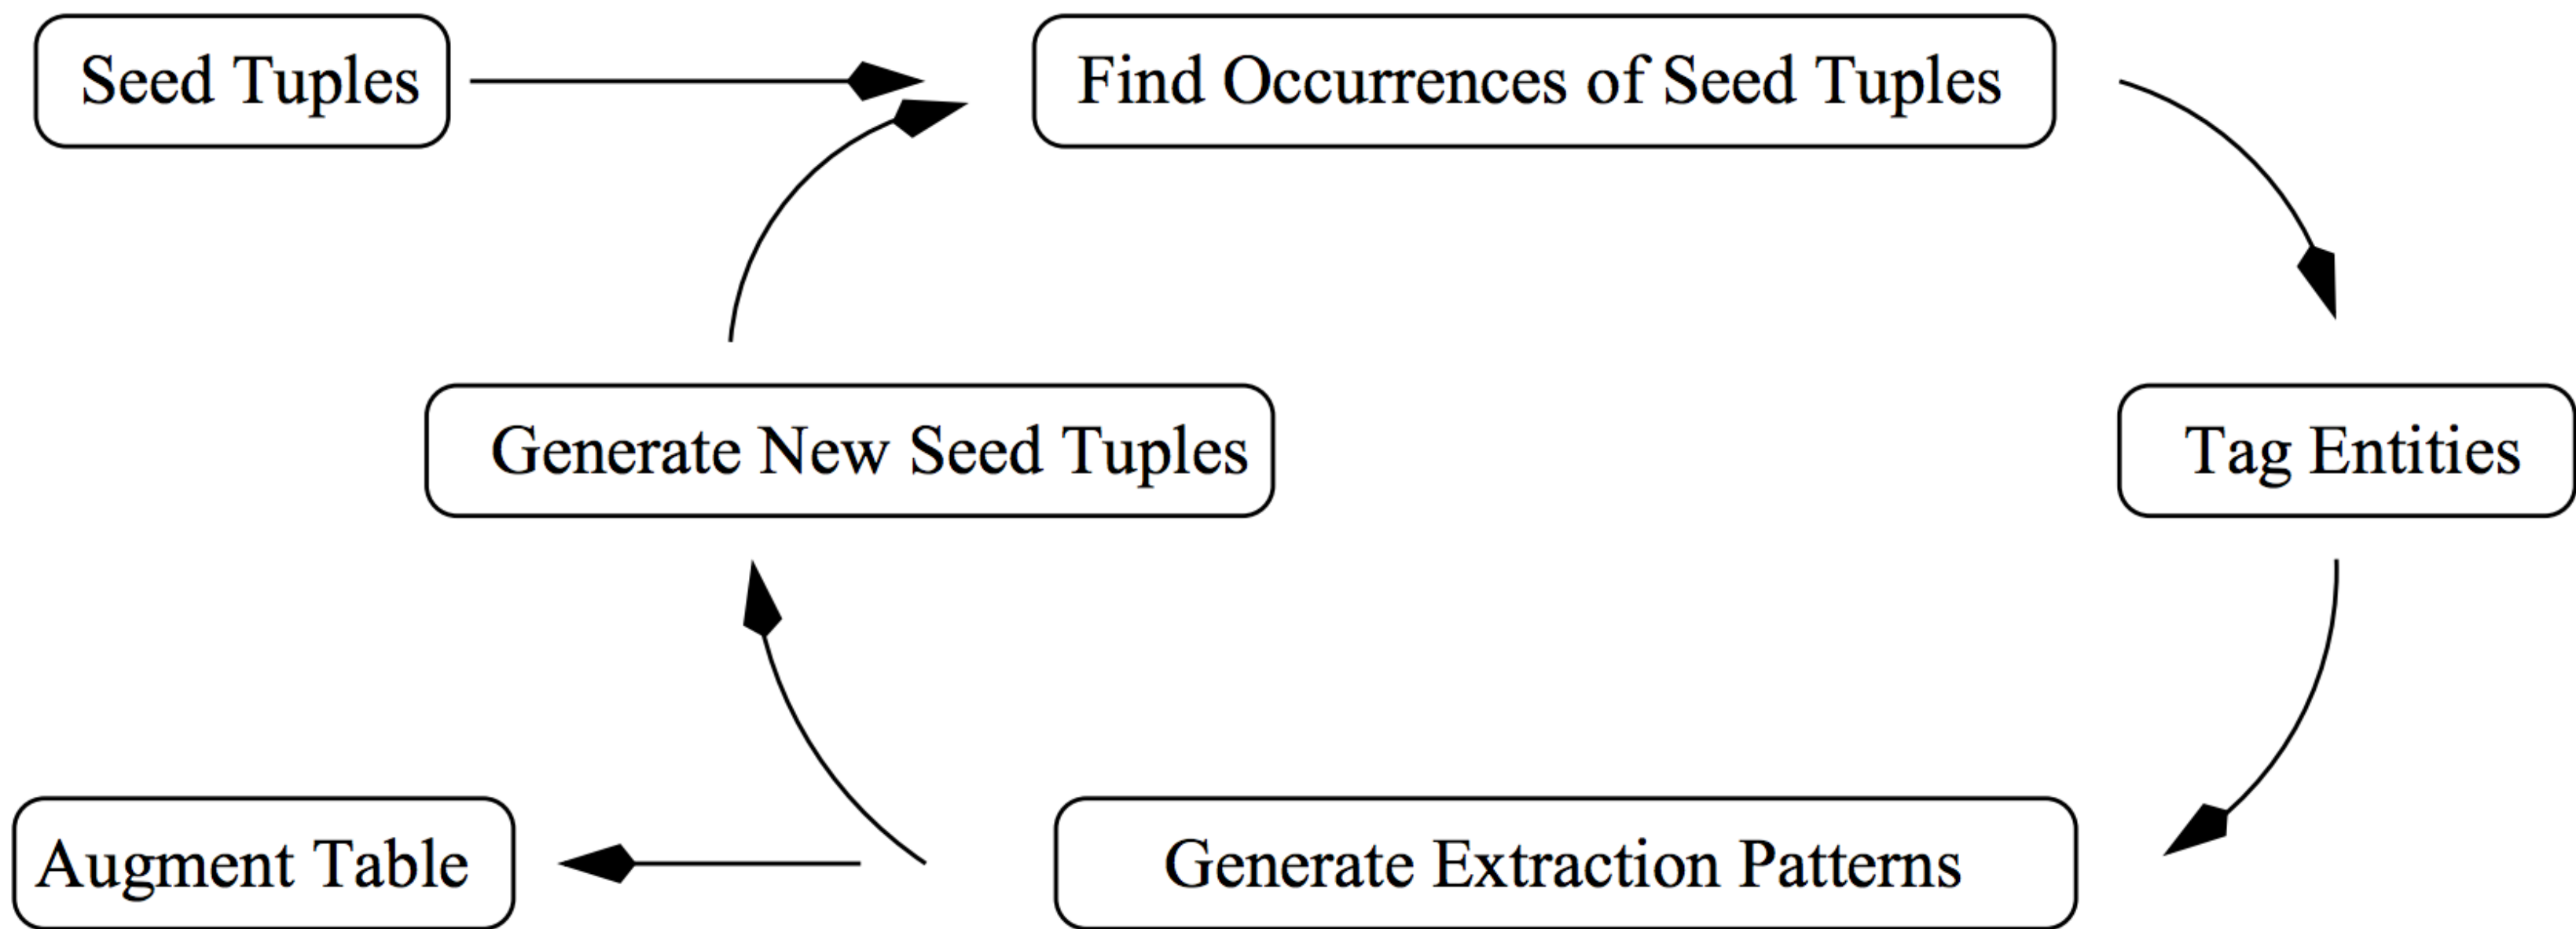 Seed Tuples
Find Occurrences of Seed Tuples
Generate New Seed Tuples
Tag Entities
Augment Table
Generate Extraction Patterns